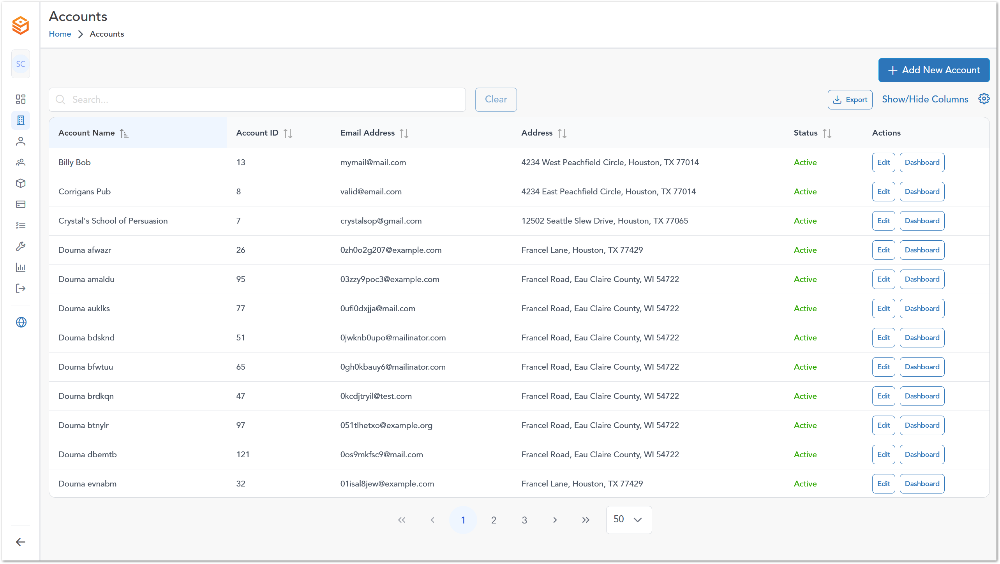 Accounts
Home > Accounts
SC
+ Add New Account
Search...
Clear
Export
Show/Hide Columns
Account Name Account ID Email Address Address Status Actions
Billy Bob 13 mymail@mail.com 4234 West Peachfield Circle, Houston, TX 77014 Active Edit Dashboard
Corrigans Pub 8 valid@email.com 4234 East Peachfield Circle, Houston, TX 77014 Active Edit Dashboard
Crystal's School of Persuasion 7 crystalsop@gmail.com 12502 Seattle Slew Drive, Houston, TX 77065 Active Edit Dashboard
Douma afwazr 26 0zh0o2g207@example.com Francel Lane, Houston, TX 77429 Active Edit Dashboard
Douma amaldu 95 03zzy9poc3@example.com Francel Road, Eau Claire County, WI 54722 Active Edit Dashboard
Douma auklks 77 0ufi0dxjja@mail.com Francel Road, Eau Claire County, WI 54722 Active Edit Dashboard
Douma bdsknd 51 0jwknb0upo@mailinator.com Francel Road, Eau Claire County, WI 54722 Active Edit Dashboard
Douma bfwtuu 65 0gh0kbauy6@mailinator.com Francel Road, Eau Claire County, WI 54722 Active Edit Dashboard
Douma brdkqn 47 0kcdjtryil@test.com Francel Road, Eau Claire County, WI 54722 Active Edit Dashboard
Douma btnylr 97 051tlhetxo@example.org Francel Road, Eau Claire County, WI 54722 Active Edit Dashboard
Douma dbemtb 121 0os9mkfsc9@mail.com Francel Road, Eau Claire County, WI 54722 Active Edit Dashboard
Douma evnabm 32 01isal8jew@example.com Francel Lane, Houston, TX 77429 Active Edit Dashboard
« ‹ 1 2 3 › » 50